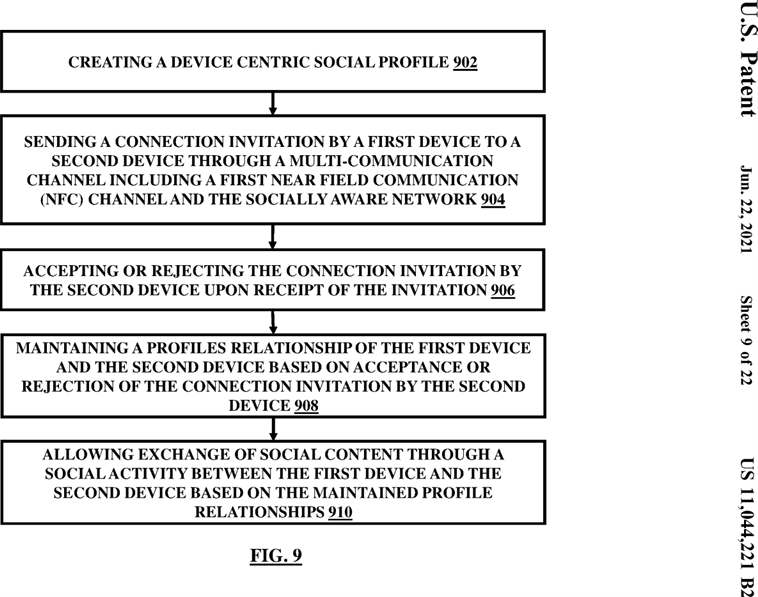 CREATING A DEVICE CENTRIC SOCIAL PROFILE 902
SENDING A CONNECTION INVITATION BY A FIRST DEVICE TO A
SECOND DEVICE THROUGH A MULTI-COMMUNICATION
CHANNEL INCLUDING A FIRST NEAR FIELD COMMUNICATION
(NFC) CHANNEL AND THE SOCIALLY AWARE NETWORK 904
ACCEPTING OR REJECTING THE CONNECTION INVITATION BY
THE SECOND DEVICE UPON RECEIPT OF THE INVITATION 906
MAINTAINING A PROFILES RELATIONSHIP OF THE FIRST DEVICE
AND THE SECOND DEVICE BASED ON ACCEPTANCE OR
REJECTION OF THE CONNECTION INVITATION BY THE SECOND
DEVICE 908
ALLOWING EXCHANGE OF SOCIAL CONTENT THROUGH A
SOCIAL ACTIVITY BETWEEN THE FIRST DEVICE AND THE
SECOND DEVICE BASED ON THE MAINTAINED PROFILE
RELATIONSHIPS 910
FIG. 9
U.S. Patent Jun. 22, 2021 Sheet 9 of 22 US 11,044,221 B2